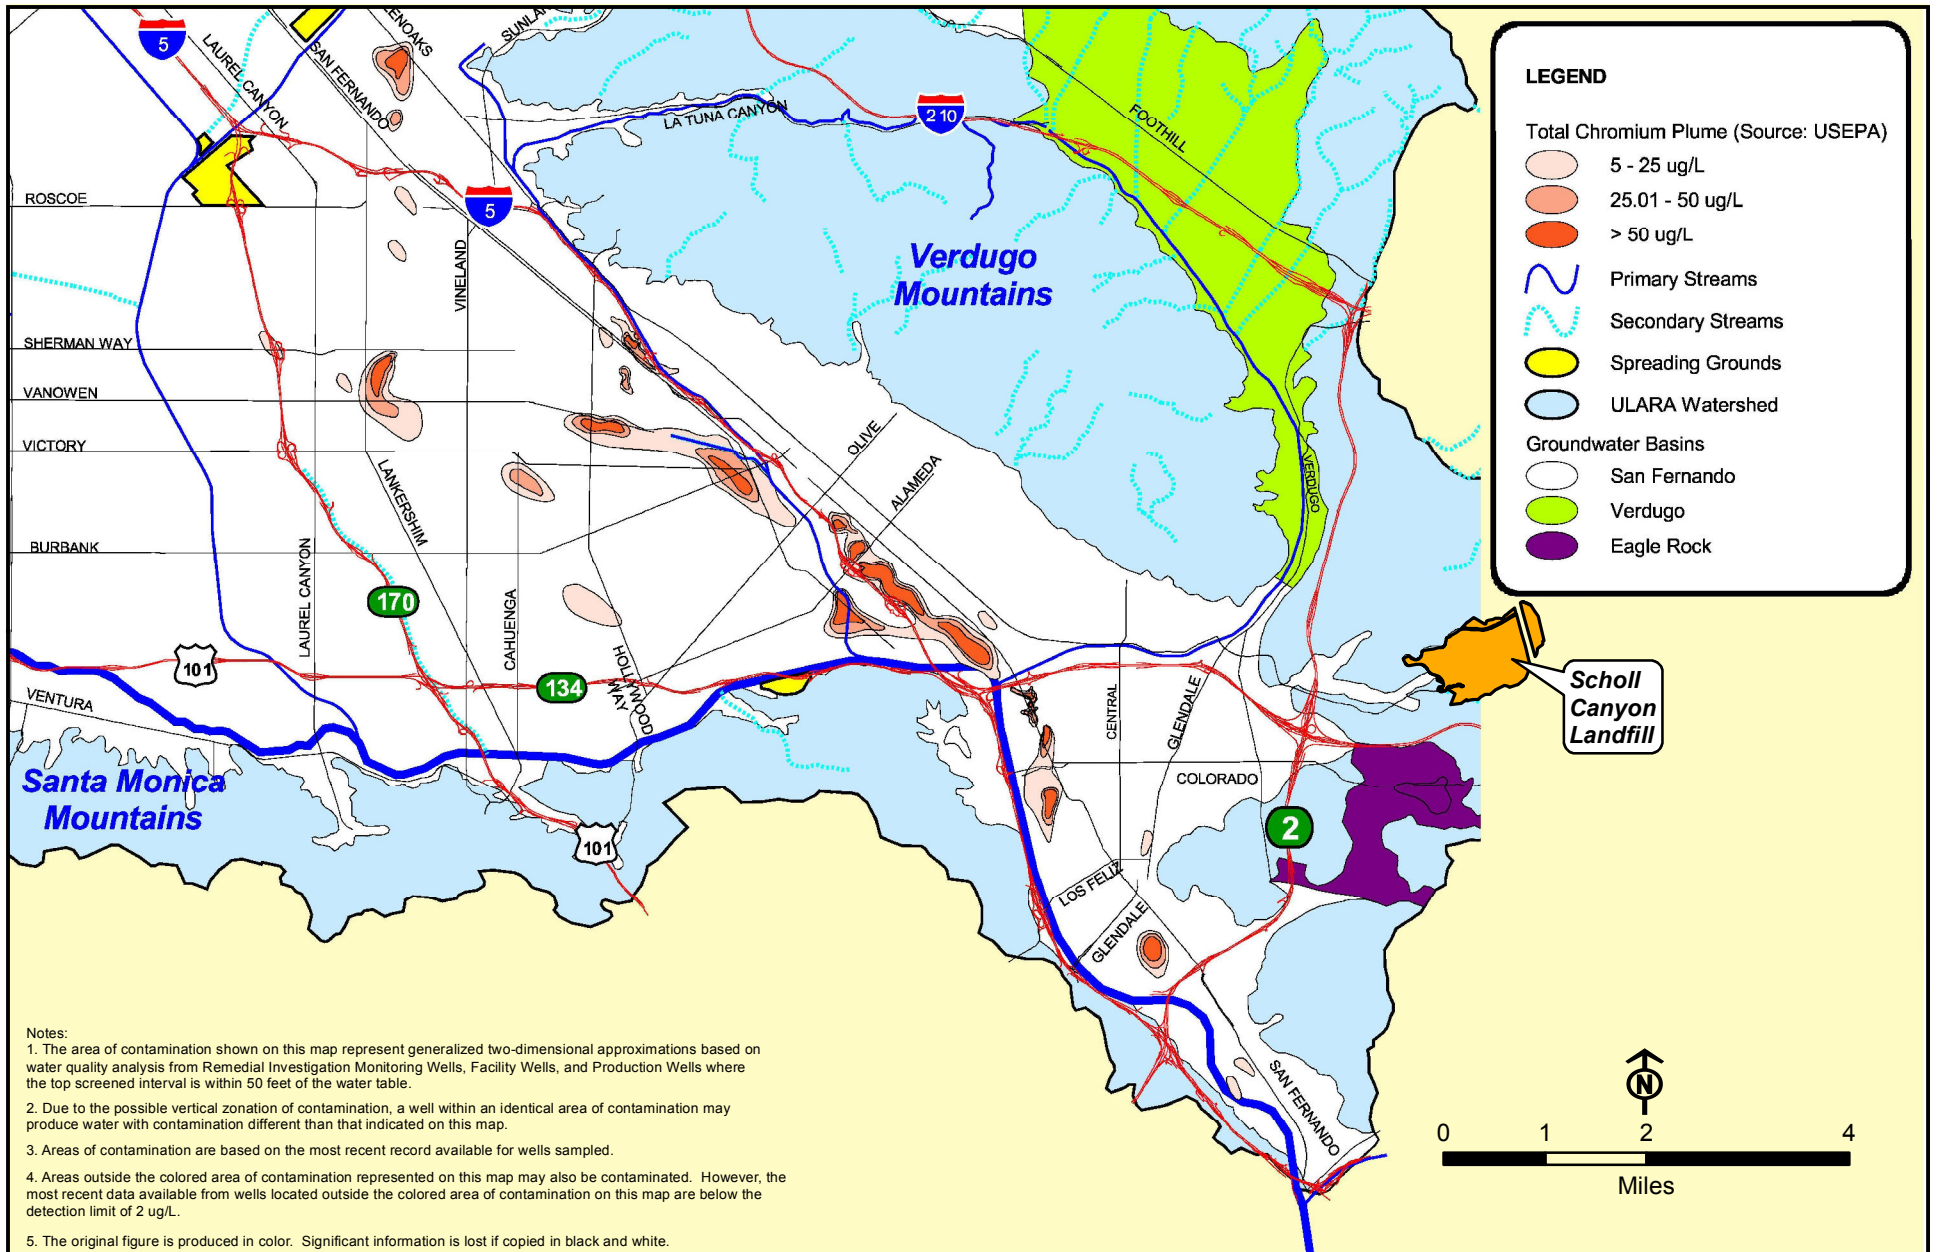 5
LAUREL CANYON
SAN FERNANDO
ENOAKS
SUNLA
LA TUNA CANYON
210
FOOTHILL
ROSCOE
5
VINELAND
Verdugo
Mountains
SHERMAN WAY
VANOWEN
VICTORY
LANKERSHIM
OLIVE
ALAMEDA
VERDUGO
BURBANK
LAUREL CANYON
170
CAHUENGA
HOLLYWOOD
WAY
101
134
VENTURA
Santa Monica
Mountains
101
CENTRAL
GLENDALE
COLORADO
2
LOS FELIZ
GLENDALE
SAN FERNANDO
LEGEND
Total Chromium Plume (Source: USEPA)
5 - 25 ug/L
25.01 - 50 ug/L
> 50 ug/L
Primary Streams
Secondary Streams
Spreading Grounds
ULARA Watershed
Groundwater Basins
San Fernando
Verdugo
Eagle Rock
Scholl
Canyon
Landfill
N
0 1 2 4
Miles
Notes:
1. The area of contamination shown on this map represent generalized two-dimensional approximations based on
water quality analysis from Remedial Investigation Monitoring Wells, Facility Wells, and Production Wells where
the top screened interval is within 50 feet of the water table.
2. Due to the possible vertical zonation of contamination, a well within an identical area of contamination may
produce water with contamination different than that indicated on this map.
3. Areas of contamination are based on the most recent record available for wells sampled.
4. Areas outside the colored area of contamination represented on this map may also be contaminated. However, the
most recent data available from wells located outside the colored area of contamination on this map are below the
detection limit of 2 ug/L.
5. The original figure is produced in color. Significant information is lost if copied in black and white.